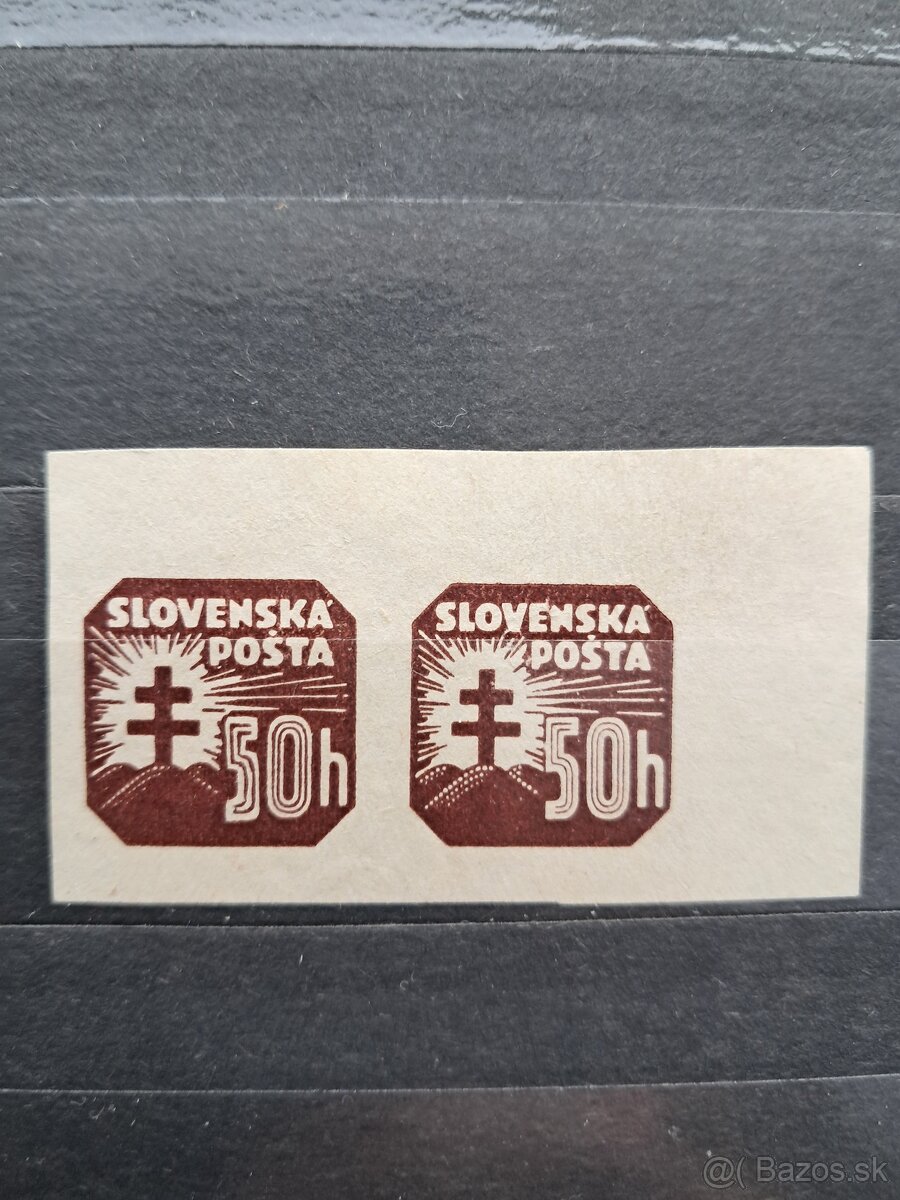 SLOVENSKÁ
POŠTA
50h
SLOVENSKÁ
POŠTA
50h
@( Bazos.sk